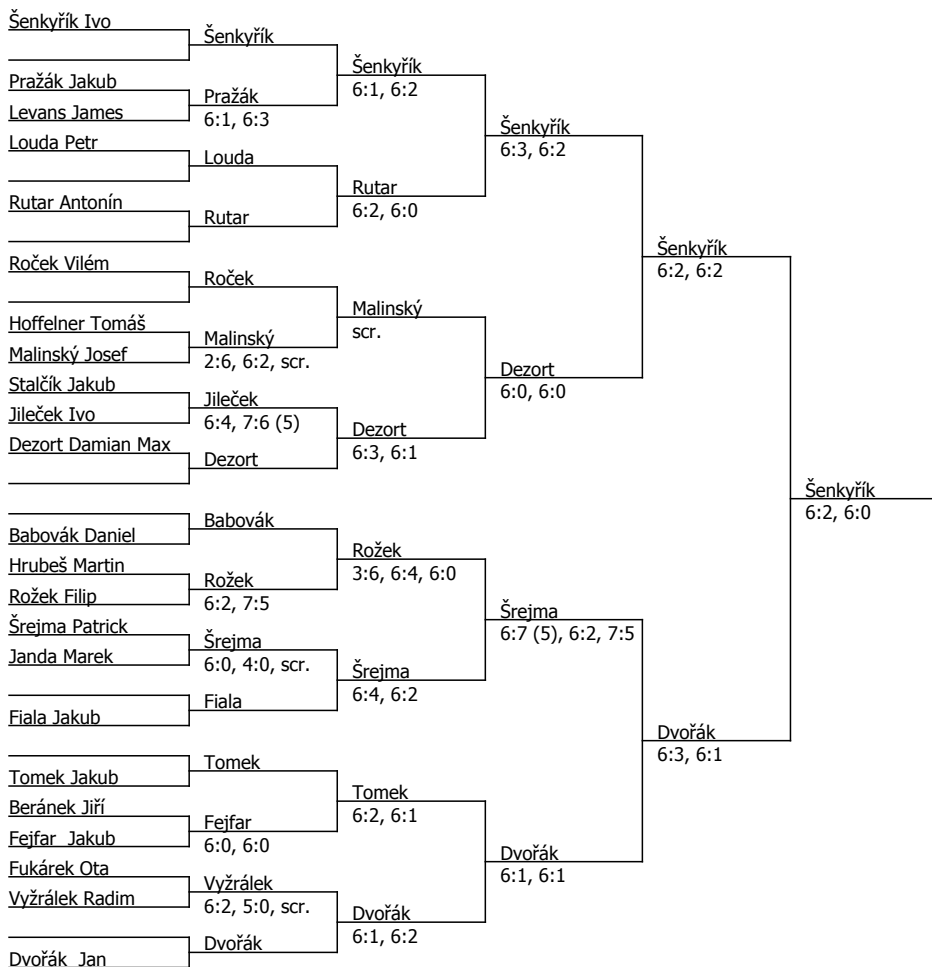 Šenkyřík Ivo
Pražák Jakub
Levans James
Louda Petr
Rutar Antonín
Roček Vilém
Hoffelner Tomáš
Malinský Josef
Stalčík Jakub
Jileček Ivo
Dezort Damian Max
Babovák Daniel
Hrubeš Martin
Rožek Filip
Šrejma Patrick
Janda Marek
Fiala Jakub
Tomek Jakub
Beránek Jiří
Fejfar  Jakub
Fukárek Ota
Vyžrálek Radim
Dvořák  Jan
Šenkyřík
Pražák
6:1, 6:3
Louda
Rutar
Roček
Malinský
2:6, 6:2, scr.
Jileček
6:4, 7:6 (5)
Dezort
Babovák
Rožek
6:2, 7:5
Šrejma
6:0, 4:0, scr.
Fiala
Tomek
Fejfar
6:0, 6:0
Vyžrálek
6:2, 5:0, scr.
Dvořák
Šenkyřík
6:1, 6:2
Rutar
6:2, 6:0
Malinský
scr.
Dezort
6:3, 6:1
Rožek
3:6, 6:4, 6:0
Šrejma
6:4, 6:2
Tomek
6:2, 6:1
Dvořák
6:1, 6:2
Šenkyřík
6:3, 6:2
Dezort
6:0, 6:0
Šrejma
6:7 (5), 6:2, 7:5
Dvořák
6:1, 6:1
Šenkyřík
6:2, 6:2
Dvořák
6:3, 6:1
Šenkyřík
6:2, 6:0